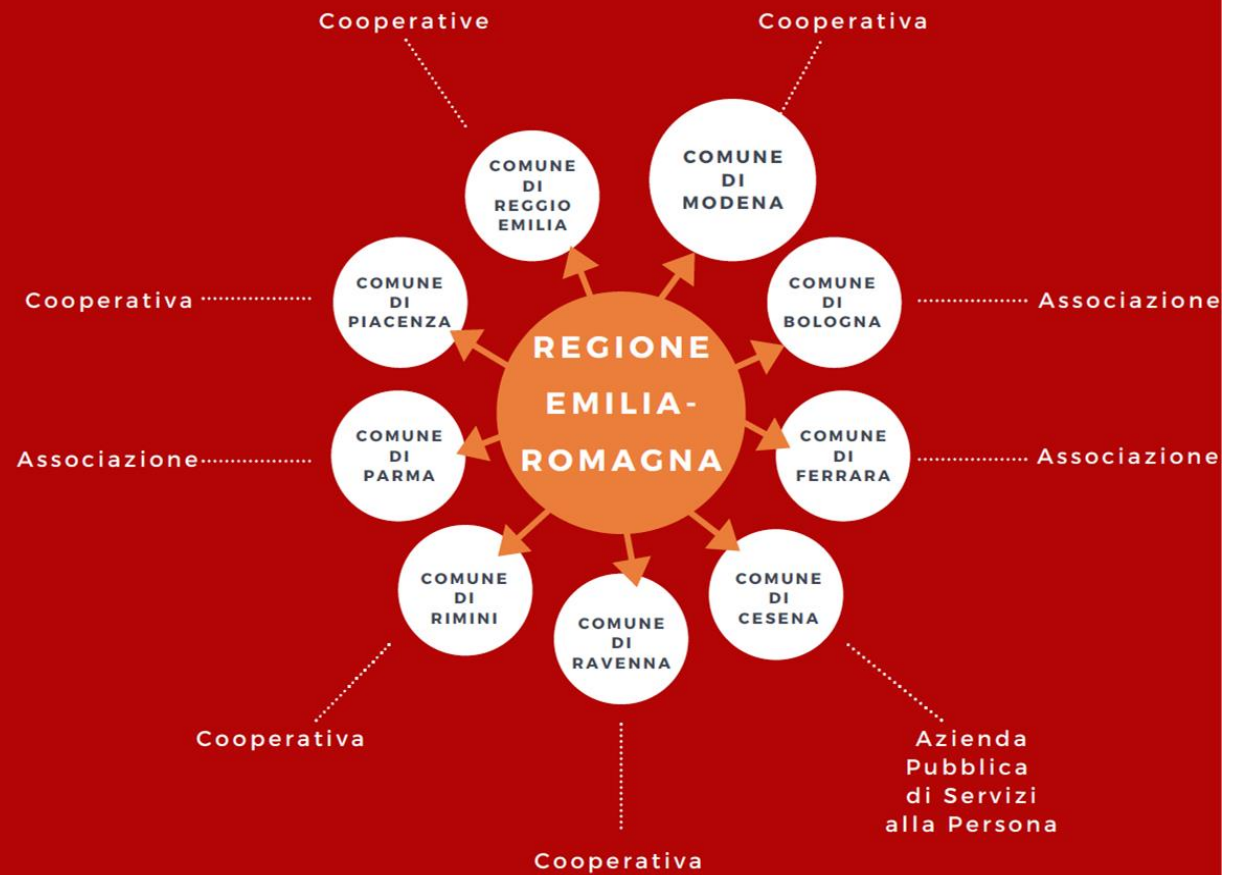 Cooperative
Cooperativa
COMUNE
DI
REGGIO
EMILIA
COMUNE
DI
MODENA
Cooperativa
COMUNE
DI
PIACENZA
COMUNE
DI
BOLOGNA
Associazione
REGIONE
EMILIA-
ROMAGNA
Associazione
COMUNE
DI
PARMA
COMUNE
DI
FERRARA
Associazione
COMUNE
DI
RIMINI
COMUNE
DI
RAVENNA
COMUNE
DI
CESENA
Cooperativa
Azienda
Pubblica
di Servizi
alla Persona
Cooperativa